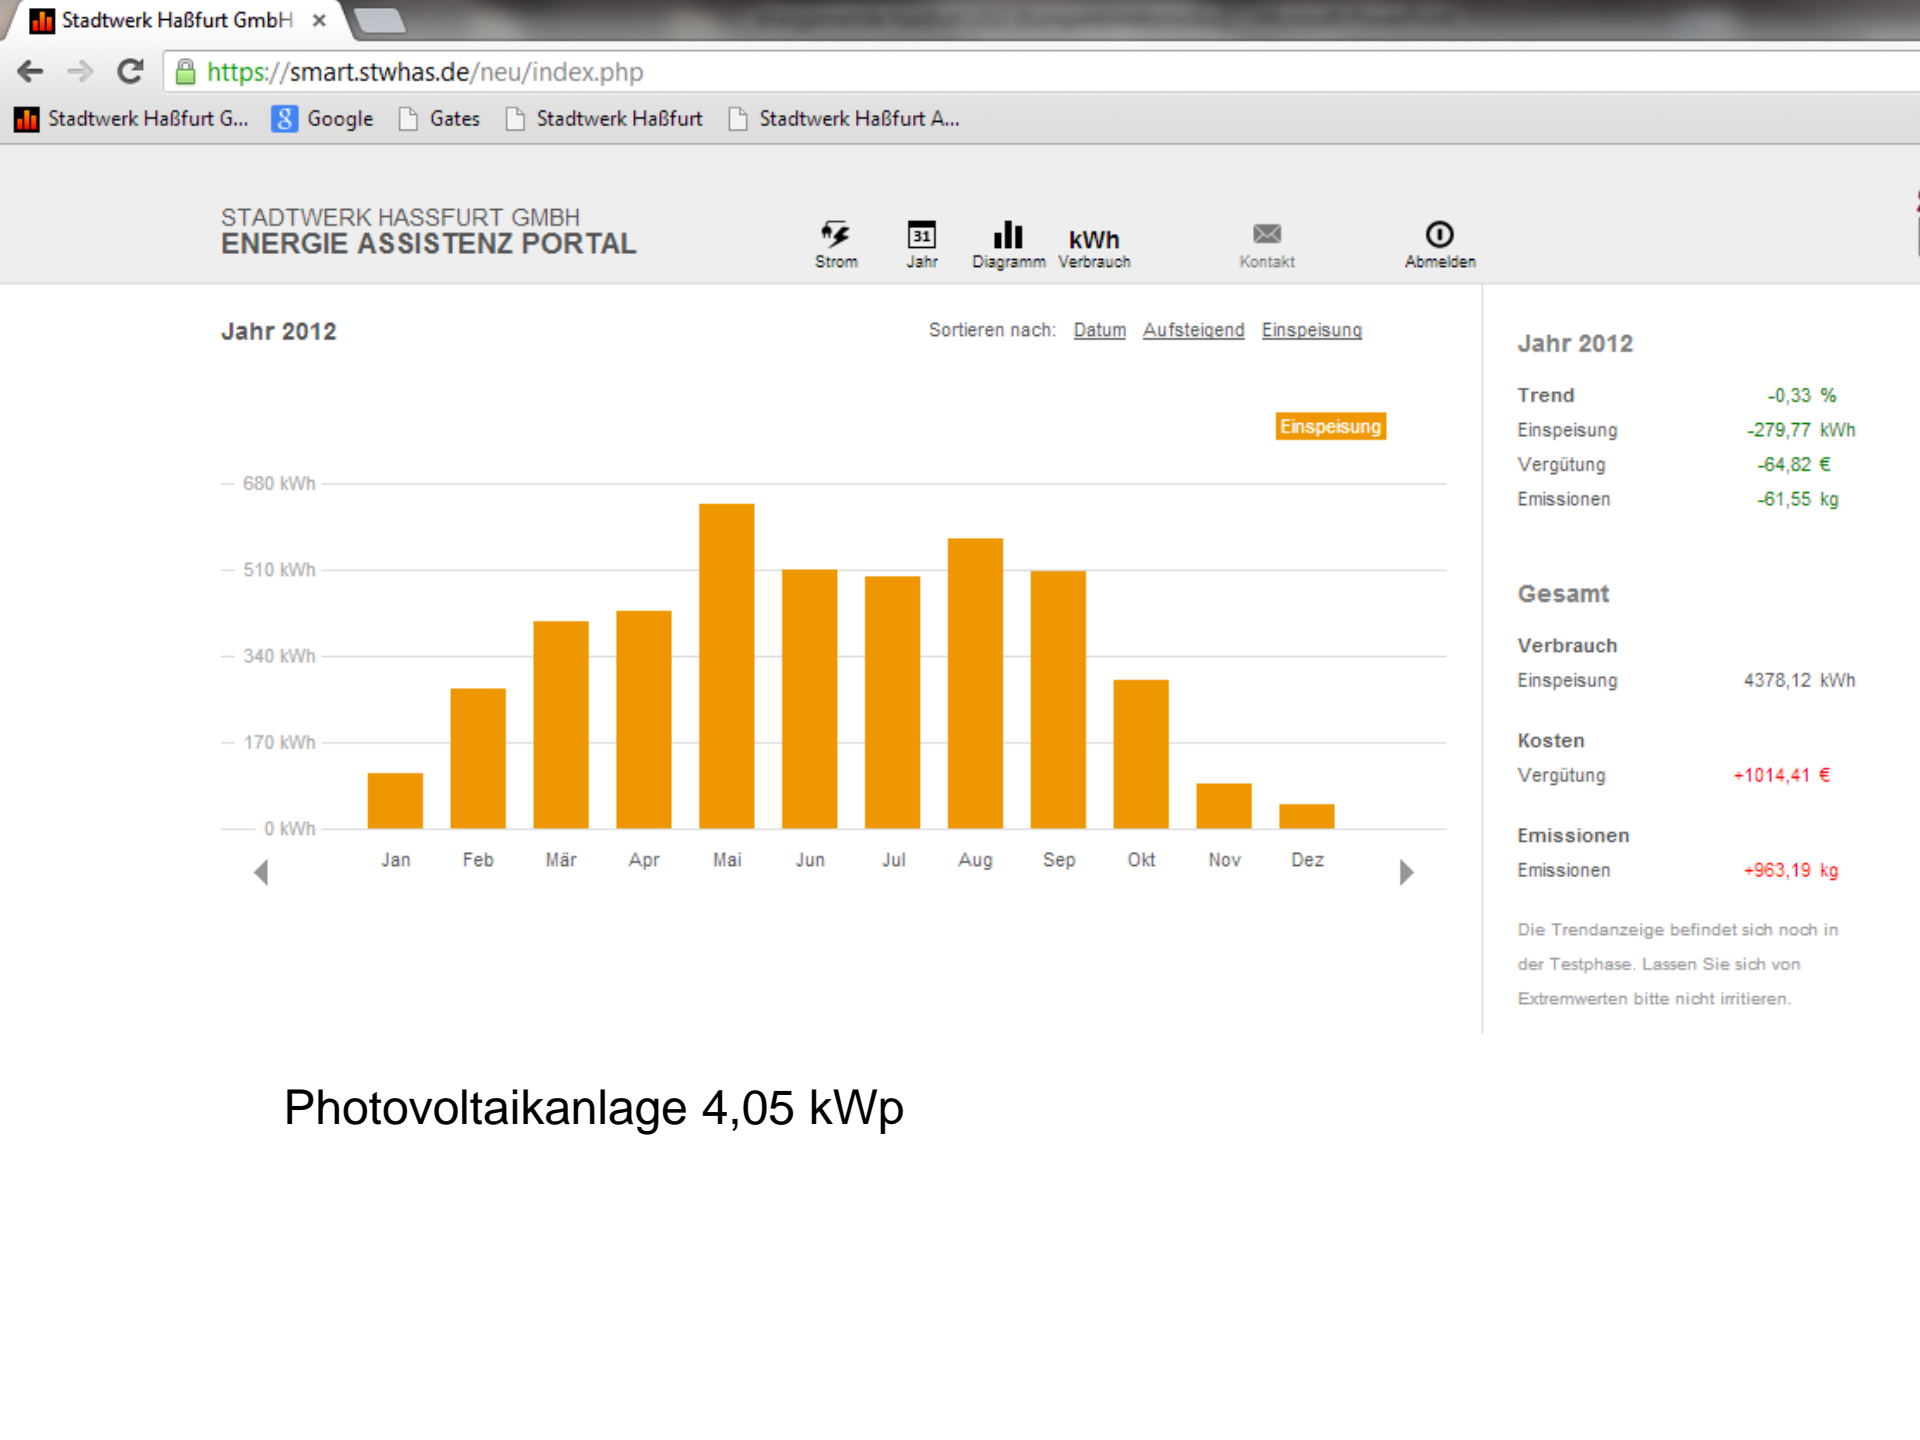 Stadtwerk Haßfurt GmbH
https://smart.stwhas.de/neu/index.php
Stadtwerk Haßfurt G... Google Gates Stadtwerk Haßfurt Stadtwerk Haßfurt A...
STADTWERK HASSFURT GMBH
ENERGIE ASSISTENZ PORTAL
31 kWh
Strom Jahr Diagramm Verbrauch Kontakt Abmelden
Jahr 2012
Sortieren nach: Datum Aufsteigend Einspeisung
Einspeisung
680 kWh
510 kWh
340 kWh
170 kWh
0 kWh
Jan Feb Mär Apr Mai Jun Jul Aug Sep Okt Nov Dez
Jahr 2012
Trend -0,33 %
Einspeisung -279,77 kWh
Vergütung -64,82 €
Emissionen -61,55 kg
Gesamt
Verbrauch
Einspeisung 4378,12 kWh
Kosten
Vergütung +1014,41 €
Emissionen
Emissionen +963,19 kg
Die Trendanzeige befindet sich noch in
der Testphase. Lassen Sie sich von
Extremwerten bitte nicht irritieren.
Photovoltaikanlage 4,05 kWp